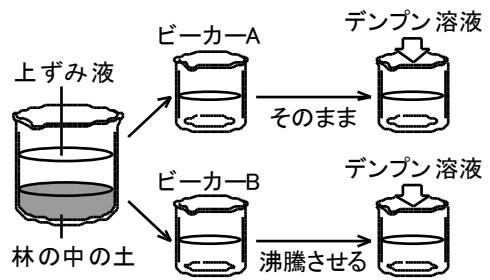 上ずみ液
林の中の土
ビーカーA
そのまま
デンプン溶液
ビーカーB
沸騰させる
デンプン溶液